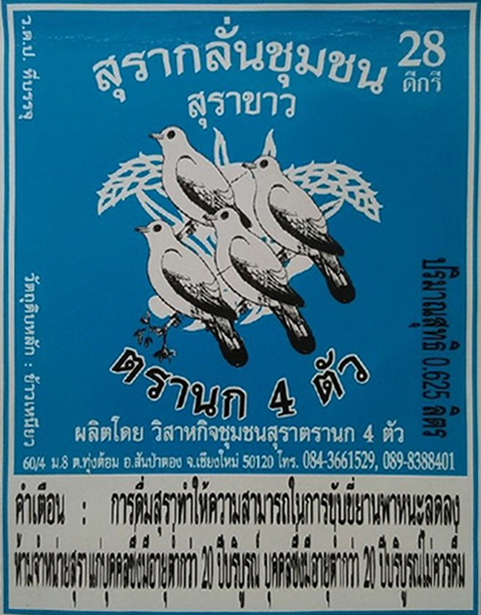 สุรากลั่นชุมชน
28
ดีกรี
สุราขาว
ว.ด.ป. ที่บรรจุ
วัตถุดิบหลัก : ข้าวเหนียว
ปริมาณสุทธิ 0.625 ลิตร
ตรานก 4 ตัว
ผลิตโดย วิสาหกิจชุมชนสุราตรานก 4 ตัว
60/4 ม.8 ต.ทุ่งต้อม อ.สันป่าตอง จ.เชียงใหม่ 50120 โทร. 084-3661529, 089-8388401
คำเตือน : การดื่มสุราทำให้ความสามารถในการขับขี่ยานพาหนะลดลง
ห้ามจำหน่ายสุราแก่บุคคลซึ่งมีอายุต่ำกว่า 20 ปีบริบูรณ์ บุคคลซึ่งมีอายุต่ำกว่า 20 ปีบริบูรณ์ไม่ควรดื่ม